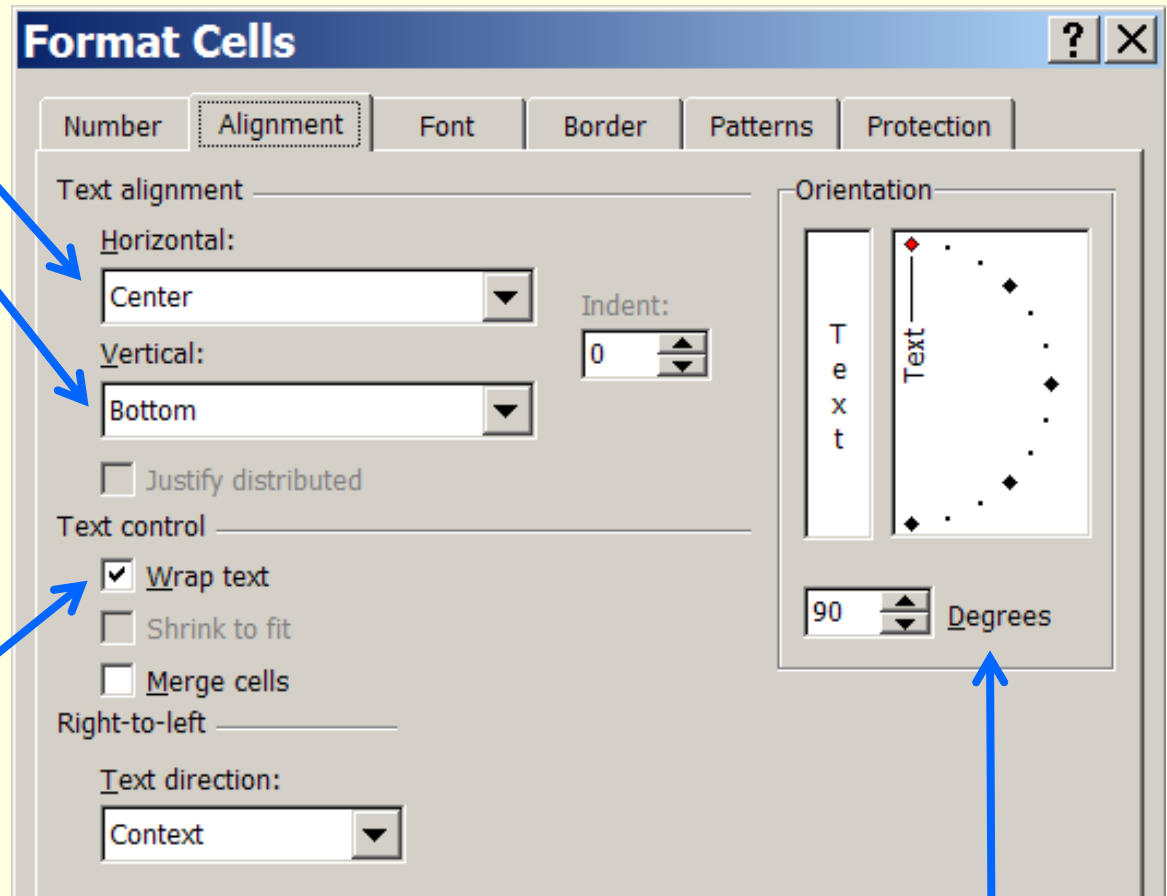 Format Cells
Number Alignment Font Border Patterns Protection
Text alignment
Horizontal:
Center
Vertical:
Bottom
Indent:
0
Justify distributed
Text control
Wrap text
Shrink to fit
Merge cells
Right-to-left
Text direction:
Context
Orientation
Text
Text
90 Degrees